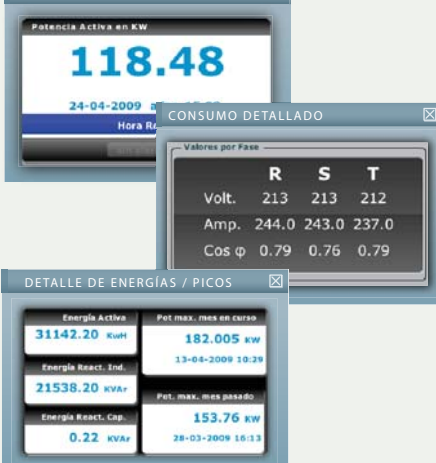 Potencia Activa en KW
118.48
24-04-2009
Hora
CONSUMO DETALLADO
Valores por Fase
R S T
Volt. 213 213 212
Amp. 244.0 243.0 237.0
Cos φ 0.79 0.76 0.79
DETALLE DE ENERGÍAS / PICOS
Energía Activa
31142.20 KwH
Energía React. Ind.
21538.20 KVAr
Energía React. Cap.
0.22 KVAr
Pot max. mes en curso
182.005 KW
13-04-2009 10:29
Pot. max. mes pasado
153.76 KW
28-03-2009 16:13